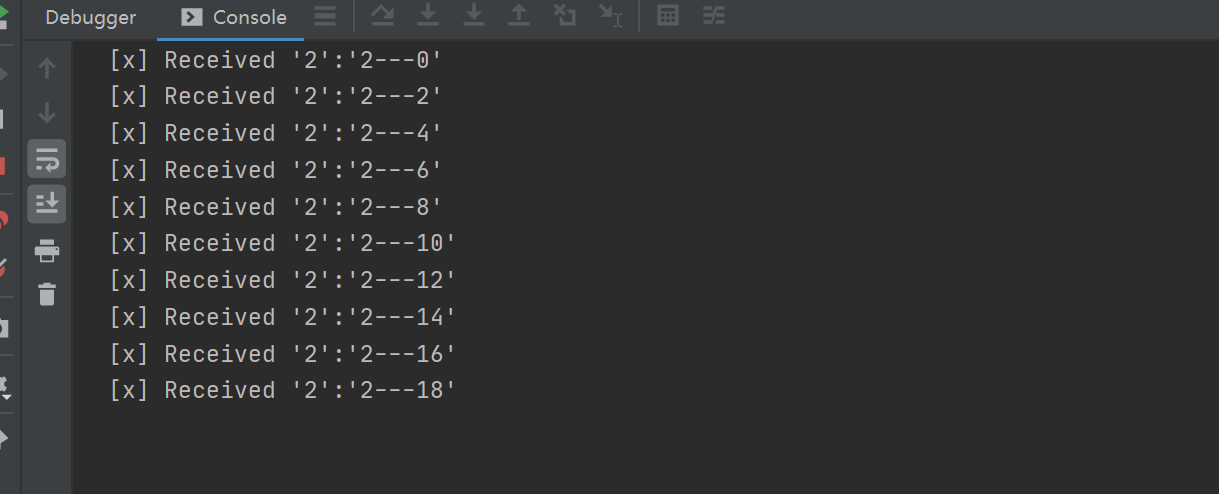 Debugger Console
[x] Received '2':'2---0'
[x] Received '2':'2---2'
[x] Received '2':'2---4'
[x] Received '2':'2---6'
[x] Received '2':'2---8'
[x] Received '2':'2---10'
[x] Received '2':'2---12'
[x] Received '2':'2---14'
[x] Received '2':'2---16'
[x] Received '2':'2---18'